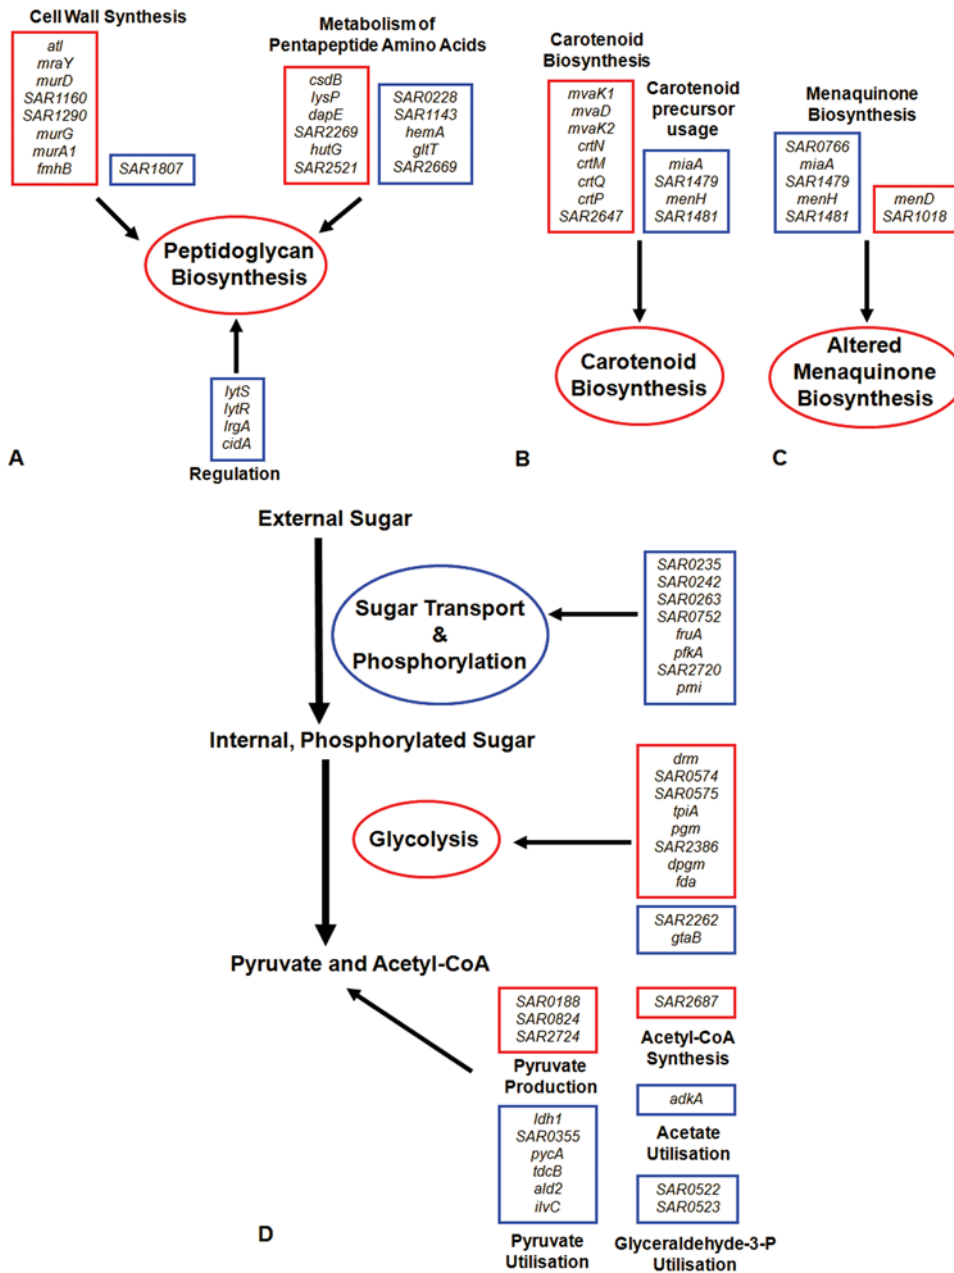 Cell Wall Synthesis
atl
mraY
murD
SAR1160
SAR1290
murG
murA1
fmhB
SAR1807
Metabolism of
Pentapeptide Amino Acids
csdB
lysP
dapE
SAR2269
hutG
SAR2521
SAR0228
SAR1143
hemA
gltT
SAR2669
Peptidoglycan
Biosynthesis
lytS
lytR
lrgA
cidA
Regulation
A
Carotenoid
Biosynthesis
mvaK1
mvaD
mvaK2
crtN
crtM
crtQ
crtP
SAR2647
Carotenoid
precursor
usage
miaA
SAR1479
menH
SAR1481
Carotenoid
Biosynthesis
B
Menaquinone
Biosynthesis
SAR0766
miaA
SAR1479
menH
SAR1481
menD
SAR1018
Altered
Menaquinone
Biosynthesis
C
External Sugar
Sugar Transport
&
Phosphorylation
SAR0235
SAR0242
SAR0263
SAR0752
fruA
pfkA
SAR2720
pmi
Internal, Phosphorylated Sugar
Glycolysis
drm
SAR0574
SAR0575
tpiA
pgm
SAR2386
dpgm
fda
SAR2262
gtaB
Pyruvate and Acetyl-CoA
SAR0188
SAR0824
SAR2724
Pyruvate
Production
SAR2687
Acetyl-CoA
Synthesis
adkA
Acetate
Utilisation
ldh1
SAR0355
pycA
tdcB
ald2
ilvC
Pyruvate
Utilisation
SAR0522
SAR0523
Glyceraldehyde-3-P
Utilisation
D